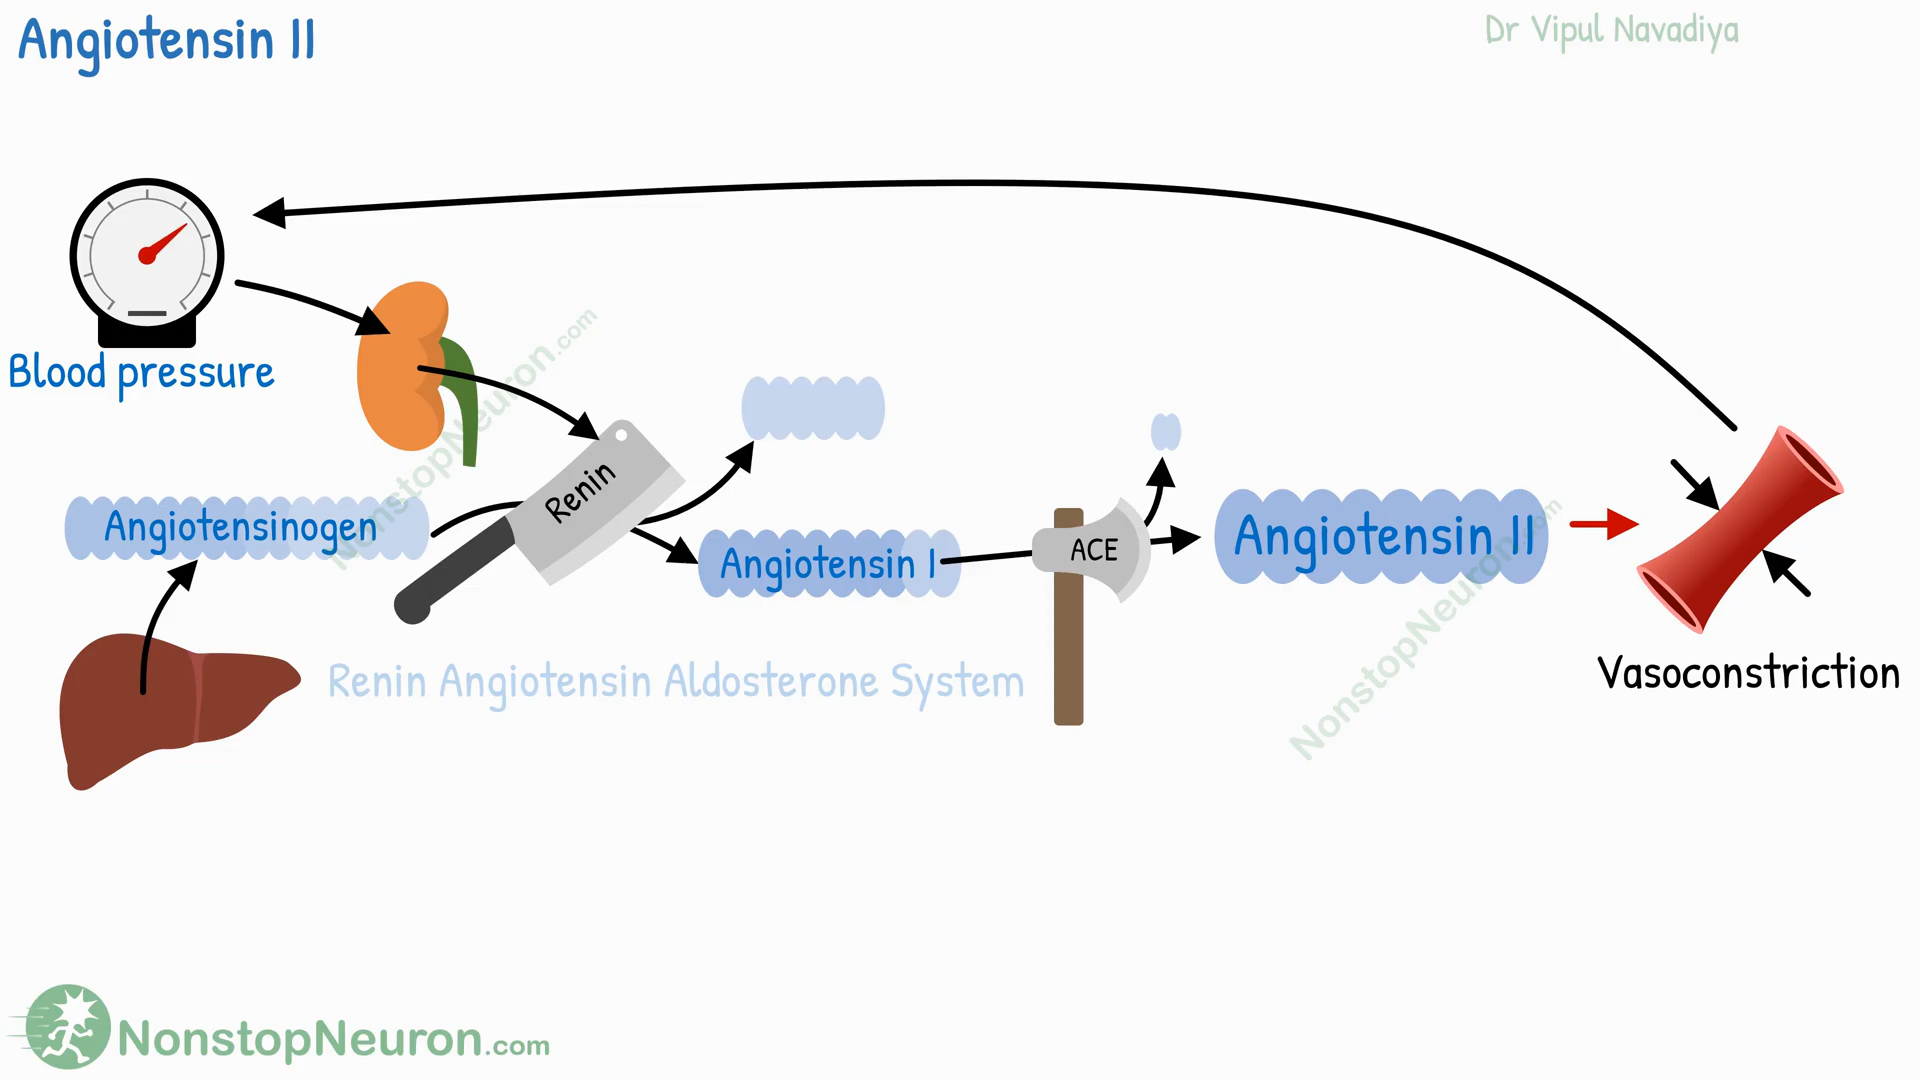 Angiotensin II
Dr Vipul Navadiya
Blood pressure
NonstopNeuron.com
Renin
Angiotensinogen
Angiotensin I
ACE
Angiotensin II
NonstopNeuron.com
Vasoconstriction
Renin Angiotensin Aldosterone System
NonstopNeuron.com